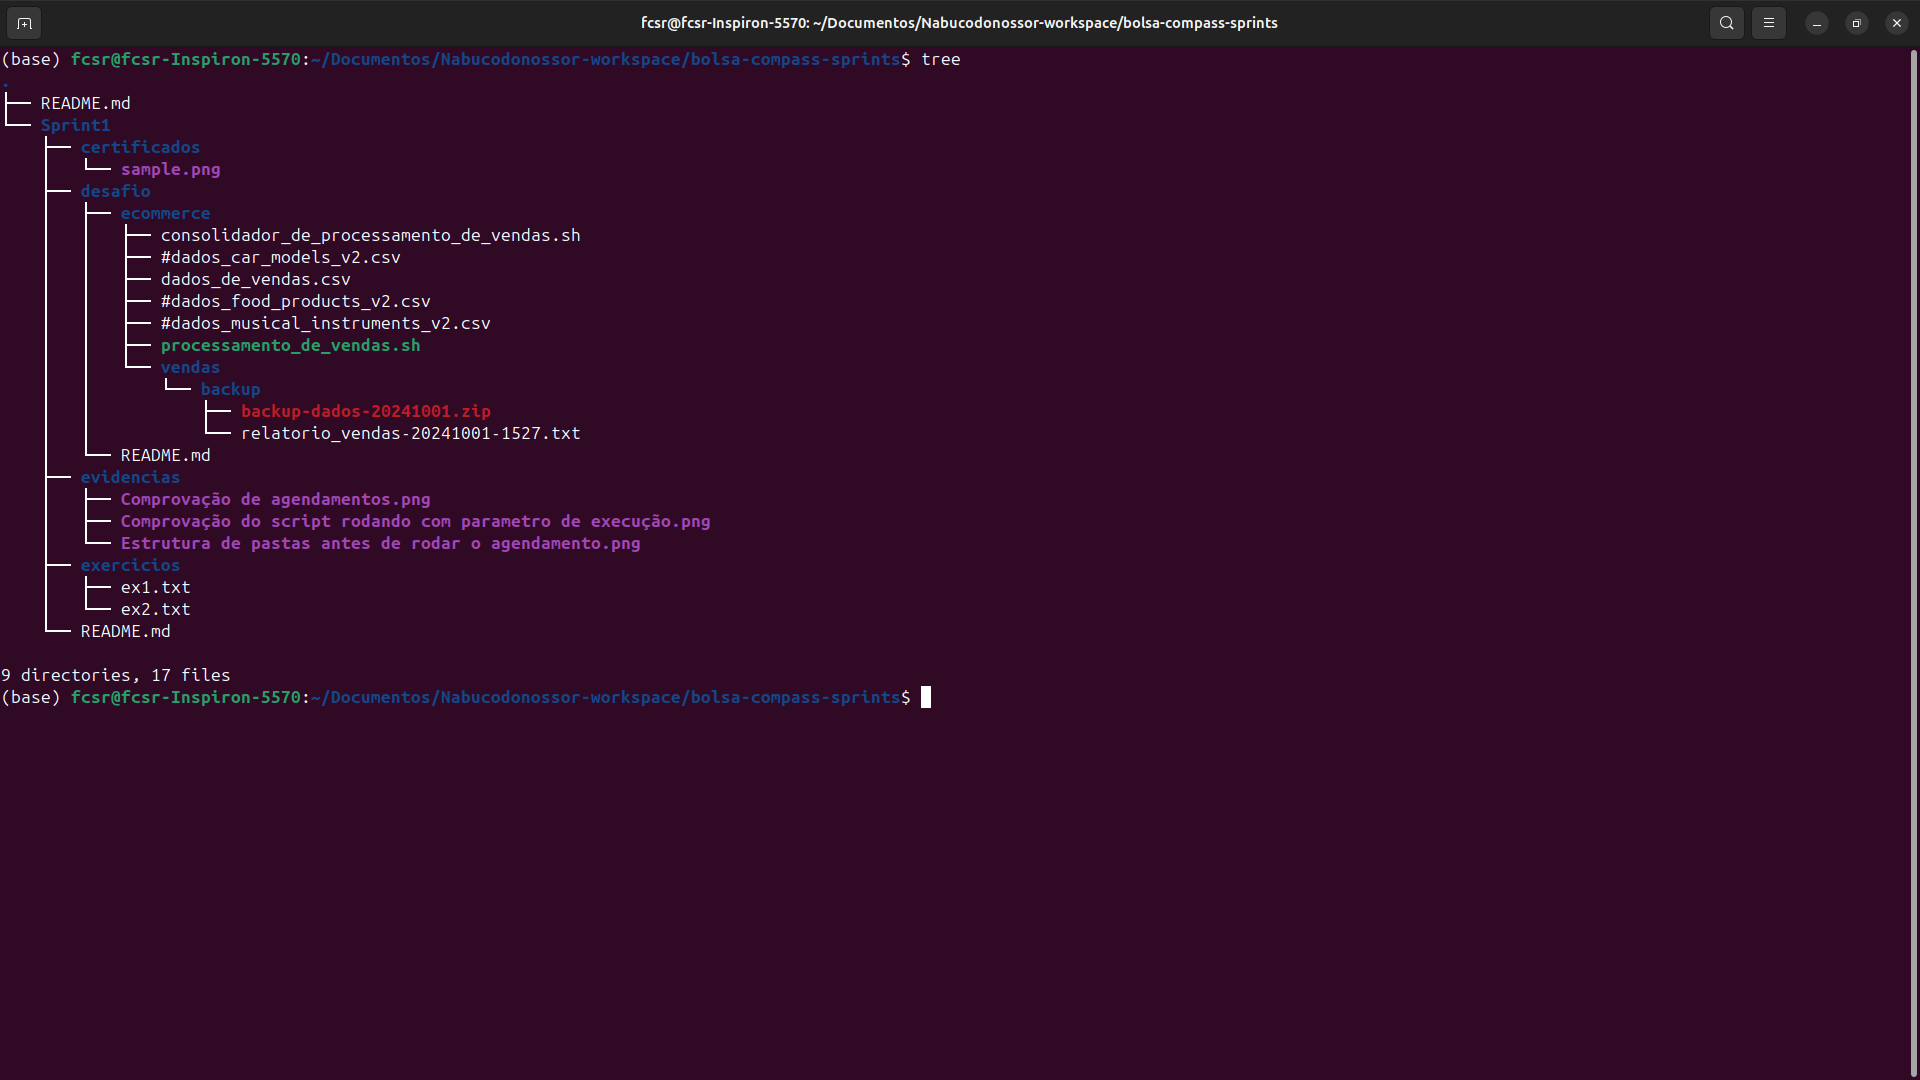 fcsr@fcsr-Inspiron-5570: ~/Documentos/Nabucodonossor-workspace/bolsa-compass-sprints
(base) fcsr@fcsr-Inspiron-5570:~/Documentos/Nabucodonossor-workspace/bolsa-compass-sprints$ tree
.
├── README.md
└── Sprint1
    ├── certificados
    │   └── sample.png
    ├── desafio
    │   ├── ecommerce
    │   │   ├── consolidador_de_processamento_de_vendas.sh
    │   │   ├── #dados_car_models_v2.csv
    │   │   ├── dados_de_vendas.csv
    │   │   ├── #dados_food_products_v2.csv
    │   │   ├── #dados_musical_instruments_v2.csv
    │   │   ├── processamento_de_vendas.sh
    │   │   └── vendas
    │   │       └── backup
    │   │           ├── backup-dados-20241001.zip
    │   │           └── relatorio_vendas-20241001-1527.txt
    │   └── README.md
    ├── evidencias
    │   ├── Comprovação de agendamentos.png
    │   ├── Comprovação do script rodando com parametro de execução.png
    │   └── Estrutura de pastas antes de rodar o agendamento.png
    ├── exercicios
    │   ├── ex1.txt
    │   └── ex2.txt
    └── README.md
9 directories, 17 files
(base) fcsr@fcsr-Inspiron-5570:~/Documentos/Nabucodonossor-workspace/bolsa-compass-sprints$